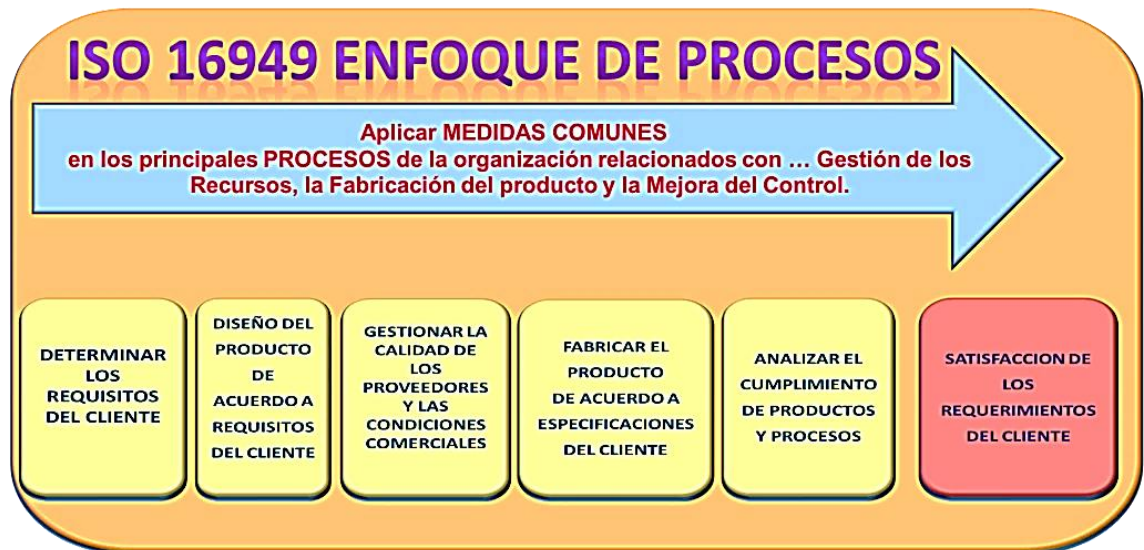 ISO 16949 ENFOQUE DE PROCESOS
Aplicar MEDIDAS COMUNES
en los principales PROCESOS de la organización relacionados con ... Gestión de los
Recursos, la Fabricación del producto y la Mejora del Control.
DETERMINAR
LOS
REQUISITOS
DEL CLIENTE
DISEÑO DEL
PRODUCTO
DE
ACUERDO A
REQUISITOS
DEL CLIENTE
GESTIONAR LA
CALIDAD DE
LOS
PROVEEDORES
Y LAS
CONDICIONES
COMERCIALES
FABRICAR EL
PRODUCTO
DE ACUERDO A
ESPECIFICACIONES
DEL CLIENTE
ANALIZAR EL
CUMPLIMIENTO
DE PRODUCTOS
Y PROCESOS
SATISFACCION DE
LOS
REQUERIMIENTOS
DEL CLIENTE